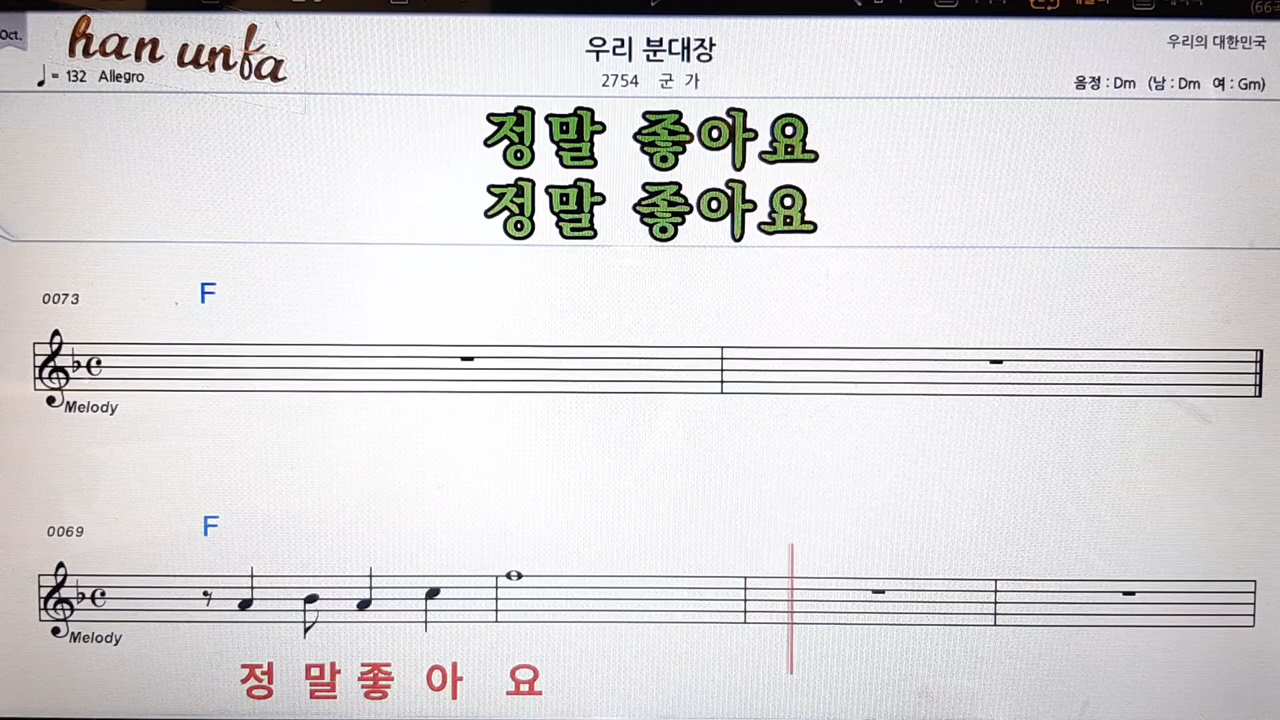 Oct.
han unba
우리 분대장
우리의 대한민국
♩= 132 Allegro
2754 군 가
음정 : Dm (남 : Dm 여 : Gm)
정말 좋아요
정말 좋아요
0073 F
Melody
0069 F
Melody
정 말 좋 아 요